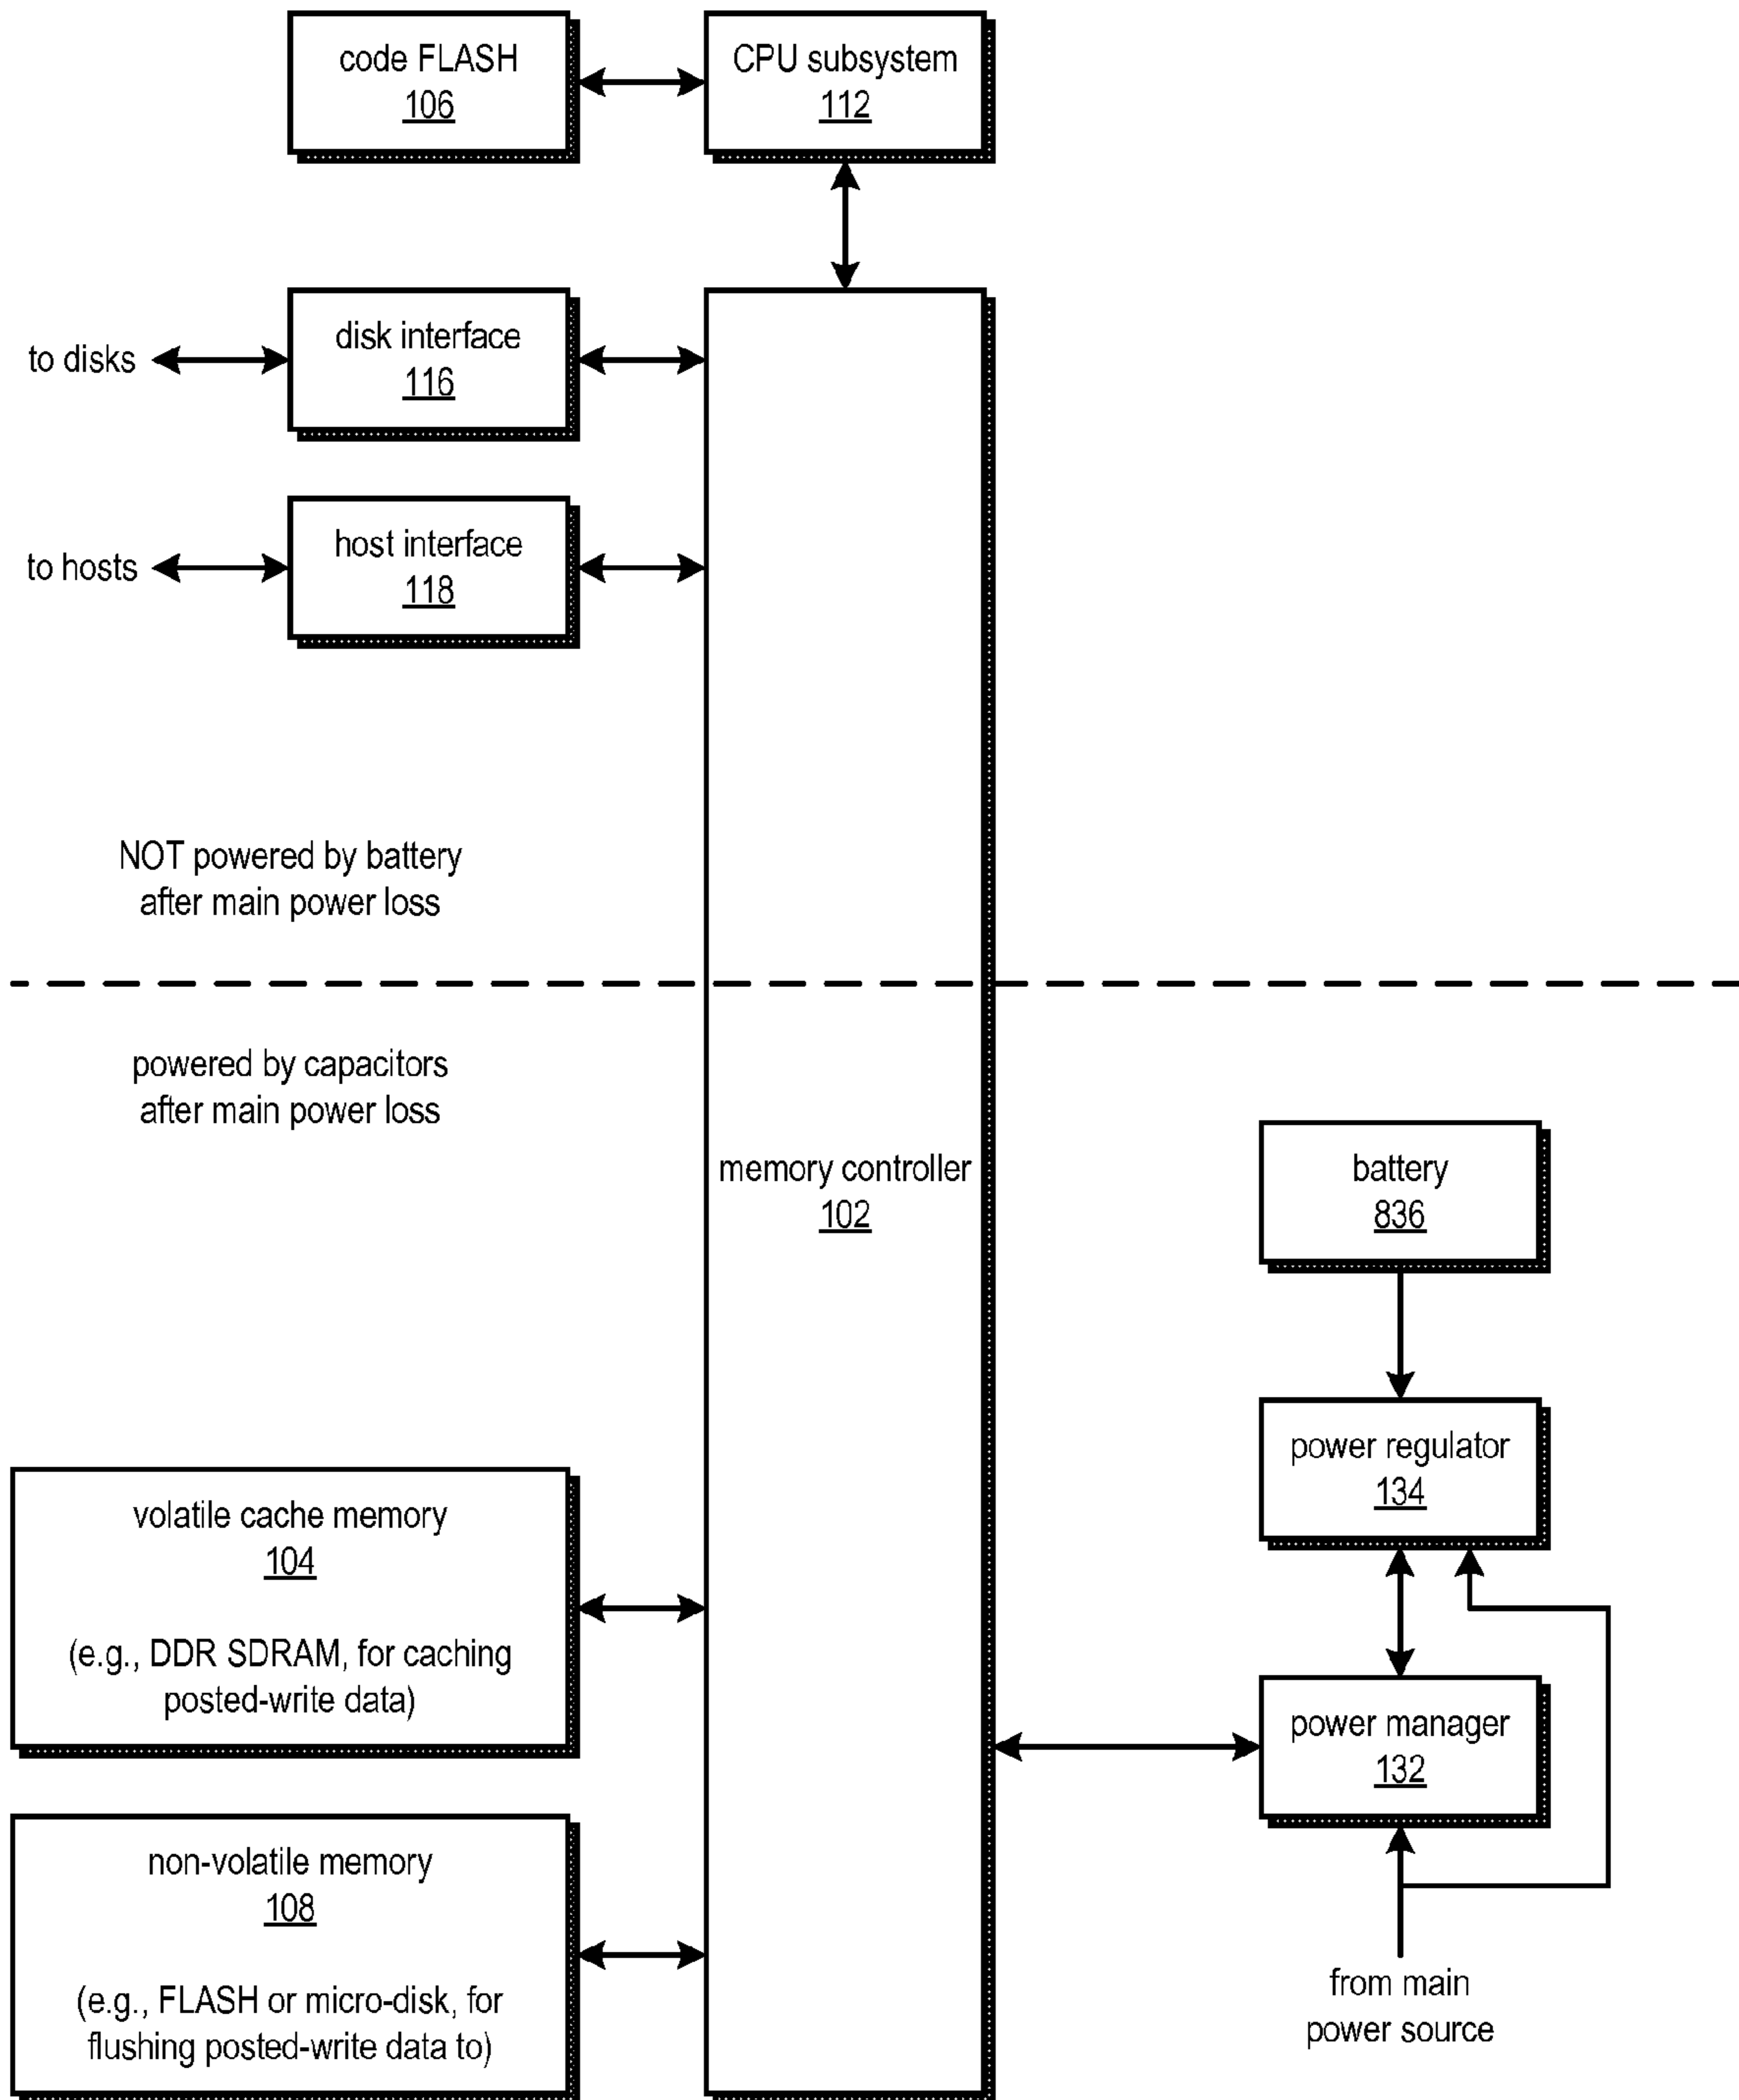 code FLASH
106
CPU subsystem
112
to disks
disk interface
116
to hosts
host interface
118
NOT powered by battery
after main power loss
powered by capacitors
after main power loss
memory controller
102
battery
836
power regulator
134
volatile cache memory
104
(e.g., DDR SDRAM, for caching
posted-write data)
power manager
132
non-volatile memory
108
(e.g., FLASH or micro-disk, for
flushing posted-write data to)
from main
power source